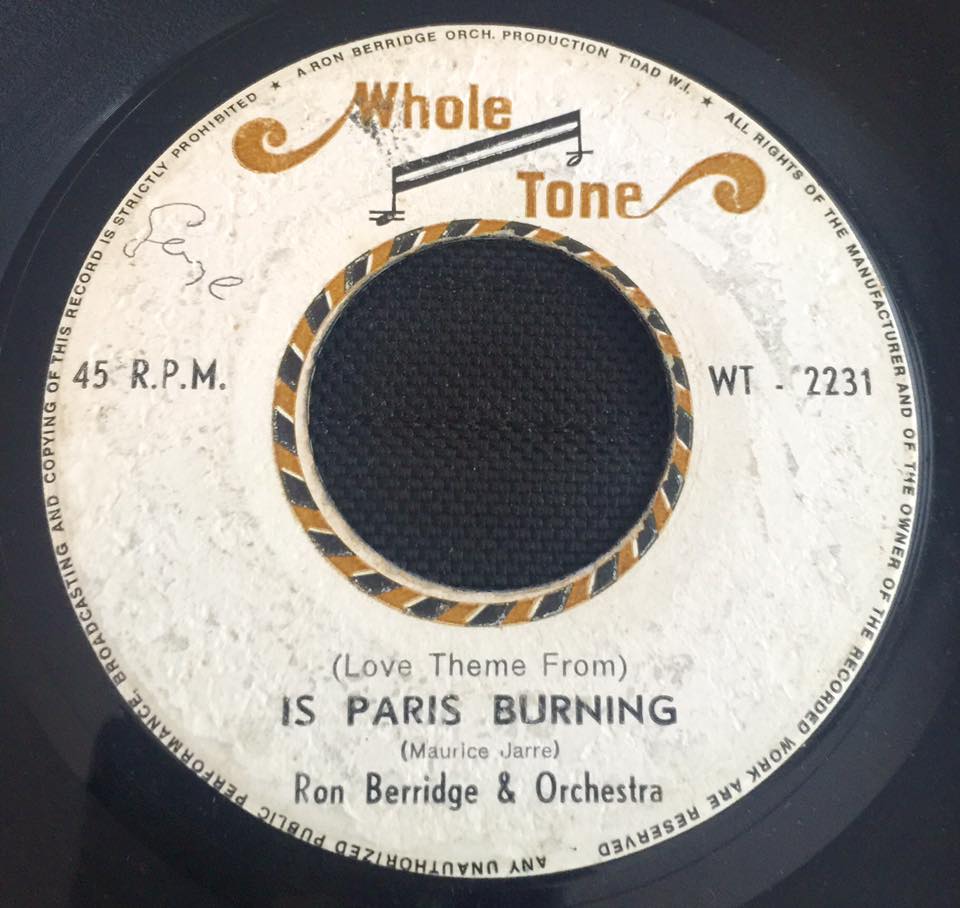 A RON BERRIDGE ORCH. PRODUCTION T'DAD W.I. ★ ALL RIGHTS OF THE MANUFACTURER AND OF THE OWNER OF THE RECORDED WORK ARE RESERVED · ANY UNAUTHORIZED PUBLIC PERFORMANCE, BROADCASTING AND COPYING OF THIS RECORD IS STRICTLY PROHIBITED ★
Whole
Tone
45 R.P.M.
WT - 2231
(Love Theme From)
IS PARIS BURNING
(Maurice Jarre)
Ron Berridge & Orchestra